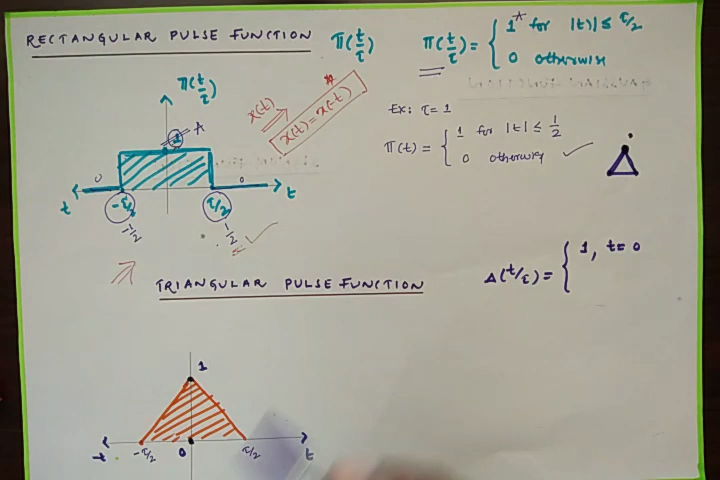 RECTANGULAR PULSE FUNCTION π(t/τ)
π(t/τ) = { 1 A for |t)| ≤ τ/2
0 otherwise
π(t/τ)
x(t) ⇒ x(t) = x(-t)
Ex: τ = 1
π(t) = { 1 for |t| ≤ 1/2
0 otherwise
1 A
0 0
t -τ/2 τ/2 t
-1/2 1/2
Δ
TRIANGULAR PULSE FUNCTION
Δ(t/τ) = { 1, t = 0
1
-t -τ/2 0 τ/2 t